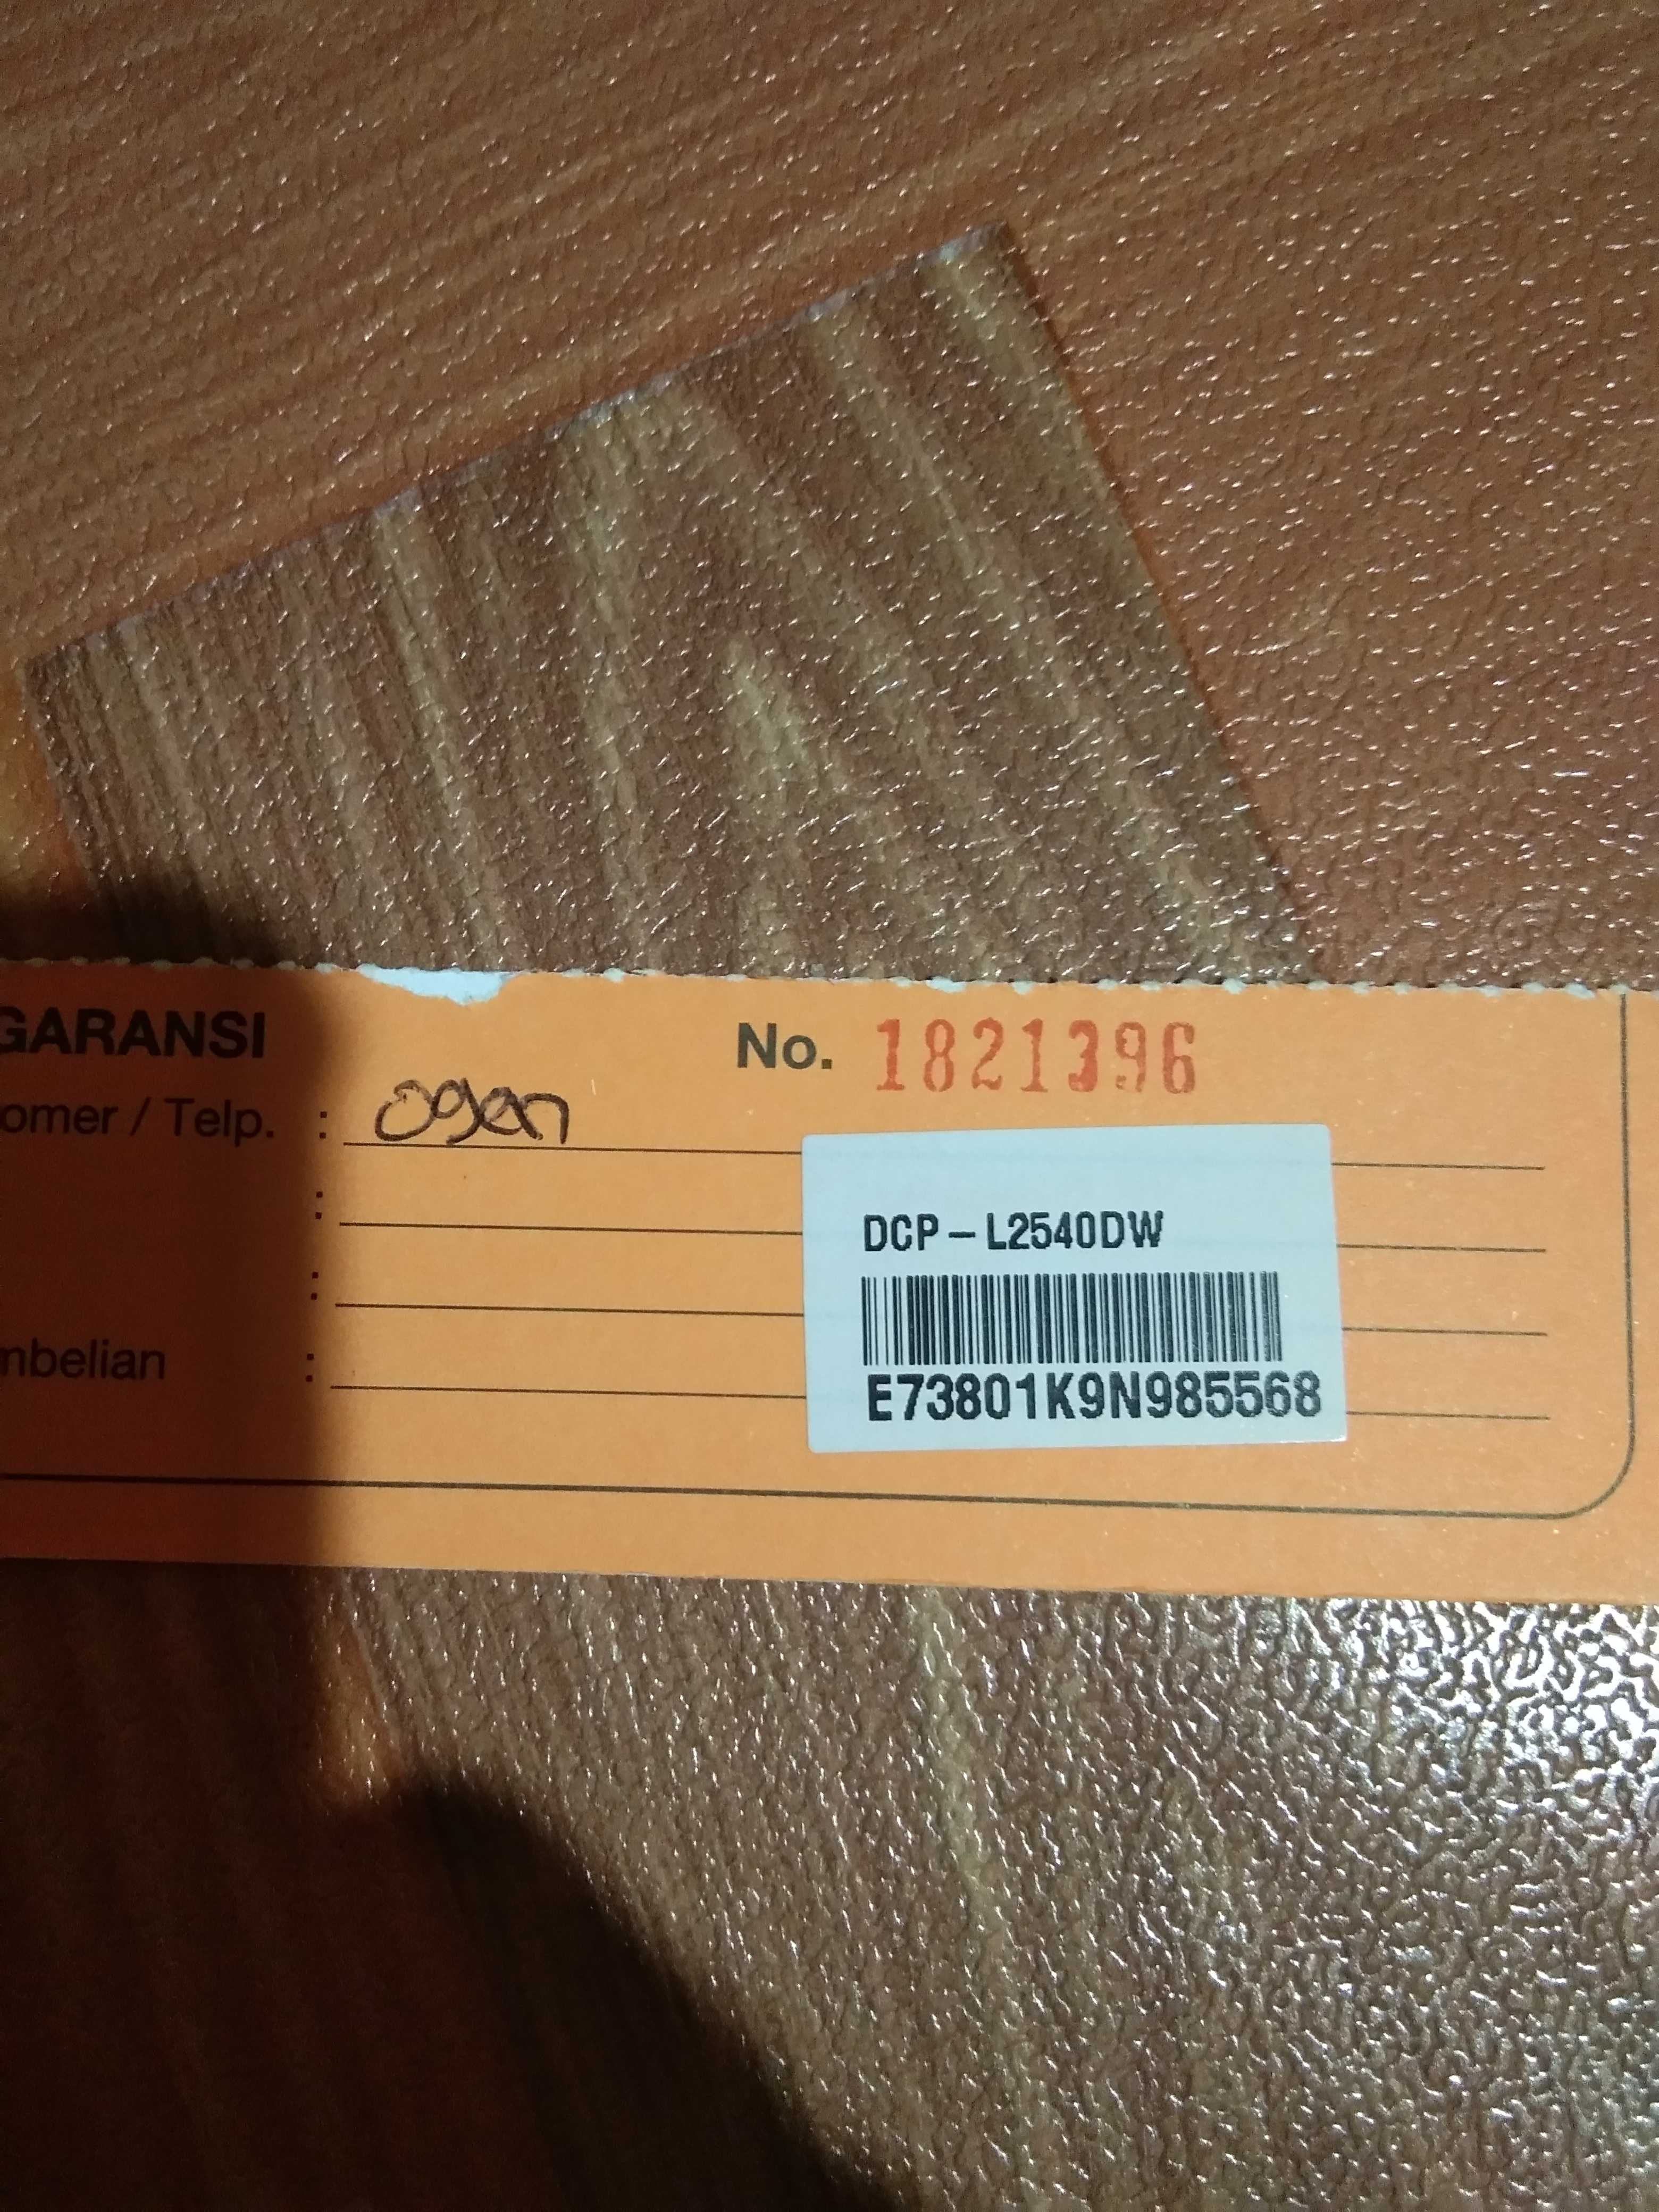 GARANSI No. 1821396
omer / Telp. : Ogen
:
:
mbelian :
DCP-L2540DW
E73801K9N985568